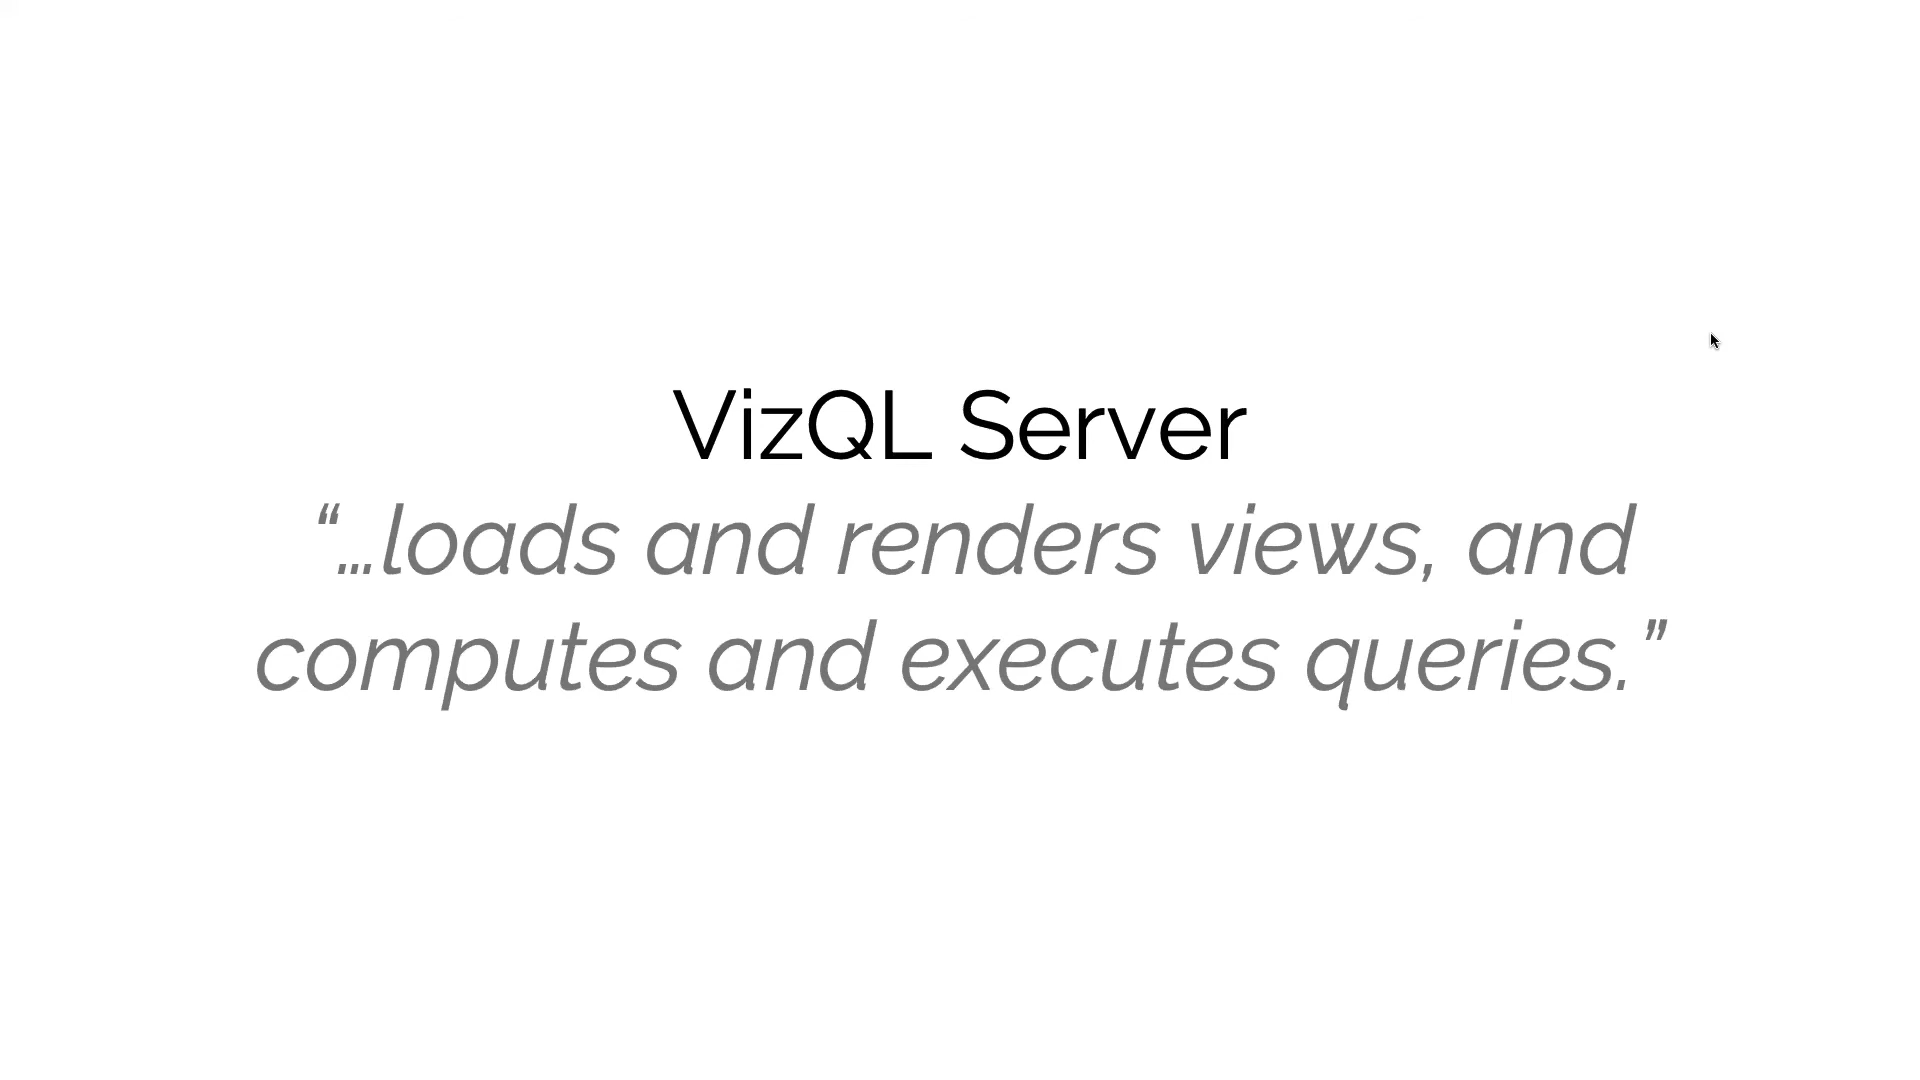 VizQL Server
“…loads and renders views, and
computes and executes queries.”